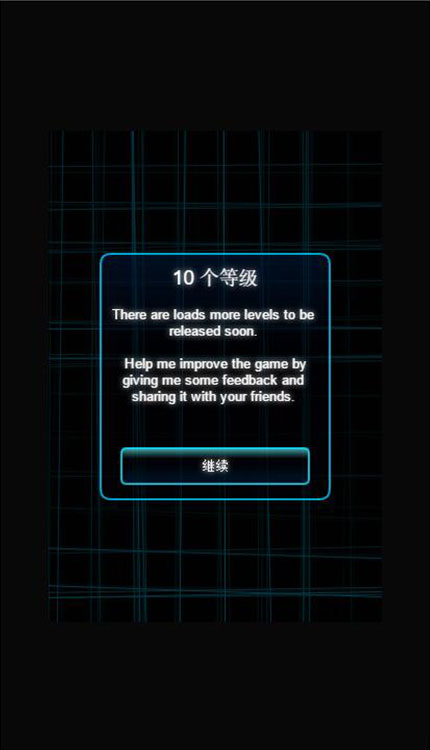 10 个等级
There are loads more levels to be
released soon.
Help me improve the game by
giving me some feedback and
sharing it with your friends.
继续